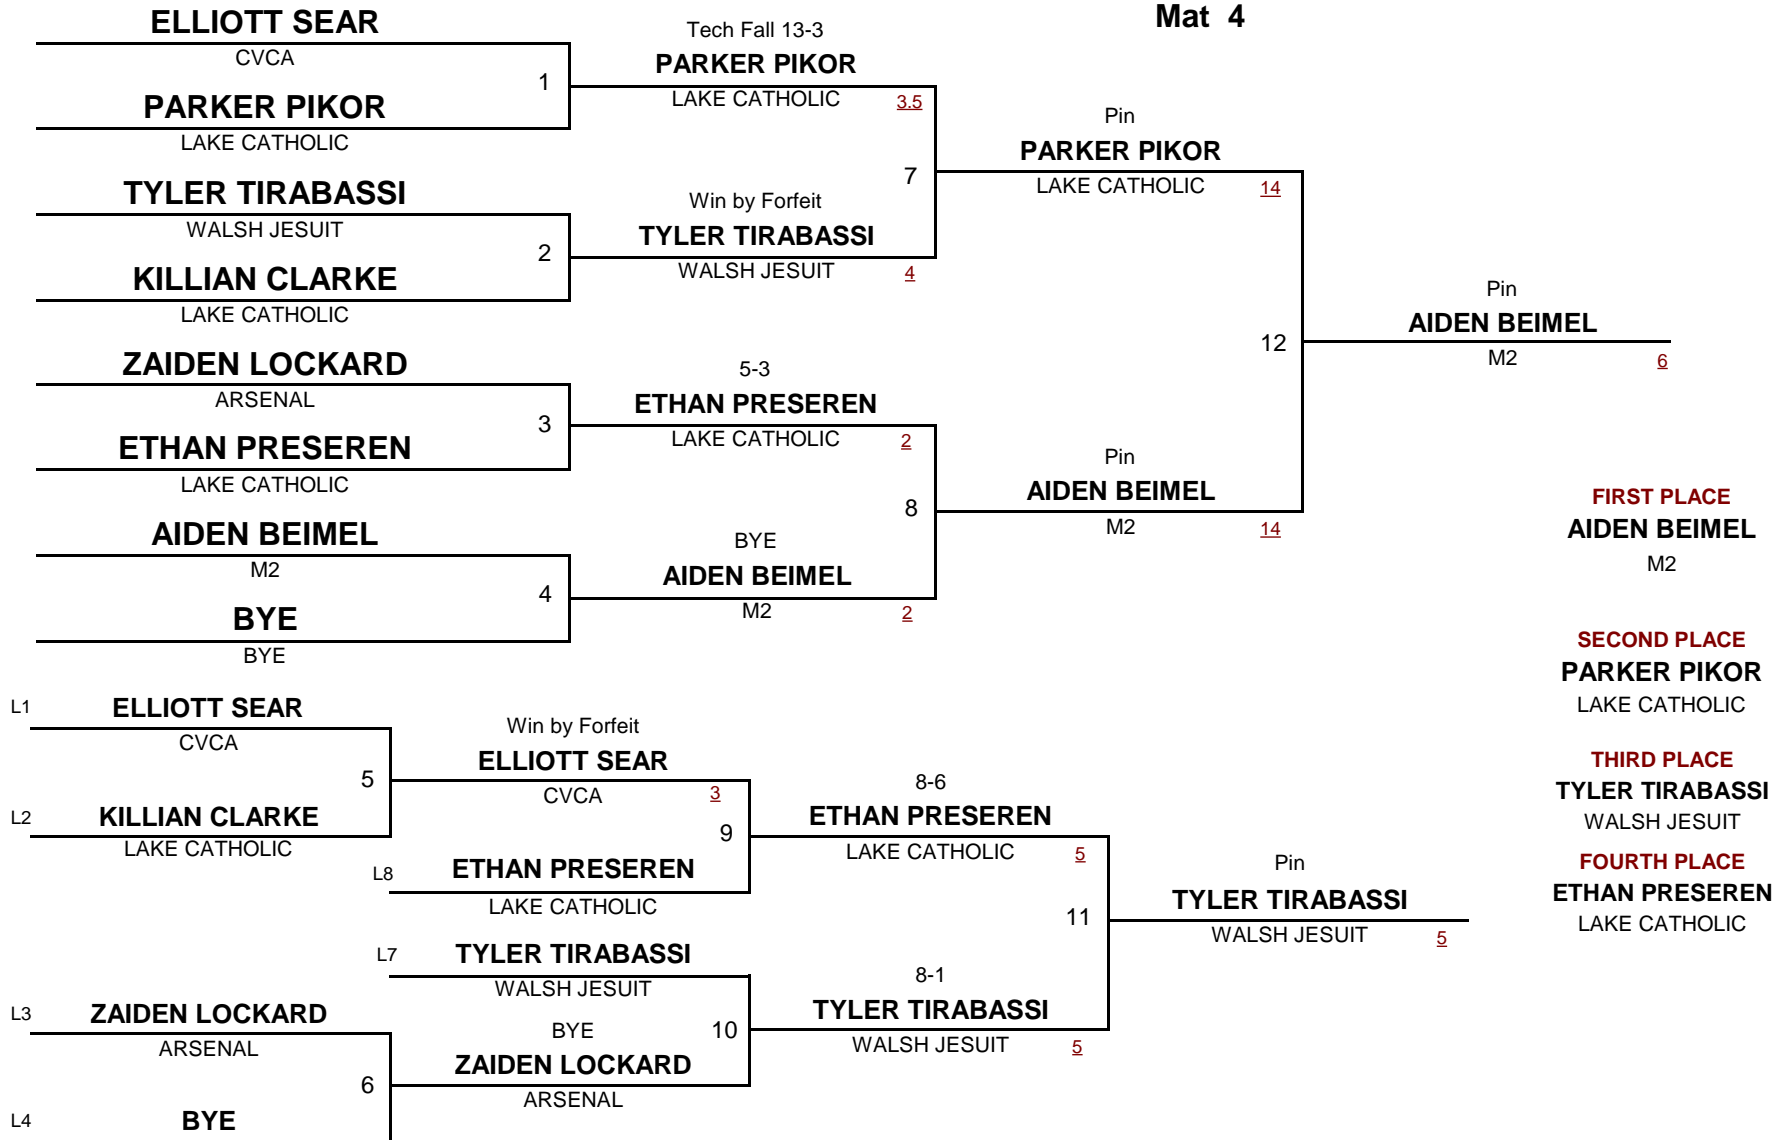 Mat 4
ELLIOTT SEAR
CVCA
1
PARKER PIKOR
LAKE CATHOLIC
TYLER TIRABASSI
WALSH JESUIT
2
KILLIAN CLARKE
LAKE CATHOLIC
ZAIDEN LOCKARD
ARSENAL
3
ETHAN PRESEREN
LAKE CATHOLIC
AIDEN BEIMEL
M2
4
BYE
BYE
Tech Fall 13-3
PARKER PIKOR
LAKE CATHOLIC 3.5
7
Win by Forfeit
TYLER TIRABASSI
WALSH JESUIT 4
5-3
ETHAN PRESEREN
LAKE CATHOLIC 2
8
BYE
AIDEN BEIMEL
M2 2
Pin
PARKER PIKOR
LAKE CATHOLIC 14
12
Pin
AIDEN BEIMEL
M2 14
Pin
AIDEN BEIMEL
M2 6
FIRST PLACE
AIDEN BEIMEL
M2
SECOND PLACE
PARKER PIKOR
LAKE CATHOLIC
THIRD PLACE
TYLER TIRABASSI
WALSH JESUIT
FOURTH PLACE
ETHAN PRESEREN
LAKE CATHOLIC
L1 ELLIOTT SEAR
CVCA
5
L2 KILLIAN CLARKE
LAKE CATHOLIC
L3 ZAIDEN LOCKARD
ARSENAL
6
L4 BYE
Win by Forfeit
ELLIOTT SEAR
CVCA 3
9
L8 ETHAN PRESEREN
LAKE CATHOLIC
L7 TYLER TIRABASSI
WALSH JESUIT
BYE 10
ZAIDEN LOCKARD
ARSENAL
8-6
ETHAN PRESEREN
LAKE CATHOLIC 5
11
8-1
TYLER TIRABASSI
WALSH JESUIT 5
Pin
TYLER TIRABASSI
WALSH JESUIT 5